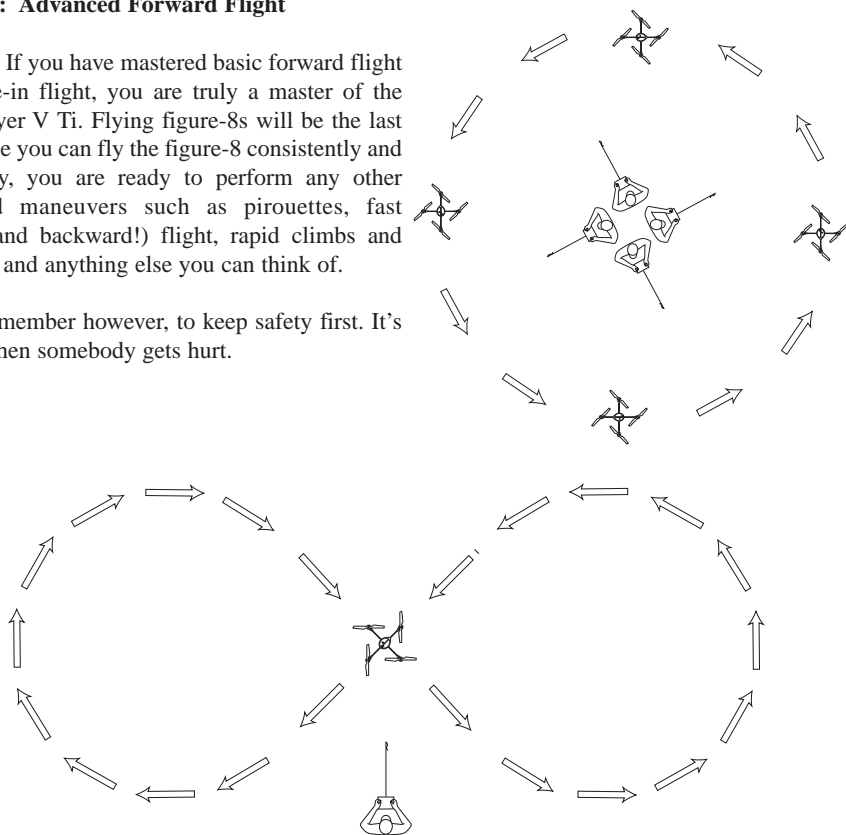 : Advanced Forward Flight
If you have mastered basic forward flight
-in flight, you are truly a master of the
yer V Ti. Flying figure-8s will be the last
e you can fly the figure-8 consistently and
y, you are ready to perform any other
d maneuvers such as pirouettes, fast
and backward!) flight, rapid climbs and
and anything else you can think of.
member however, to keep safety first. It's
hen somebody gets hurt.